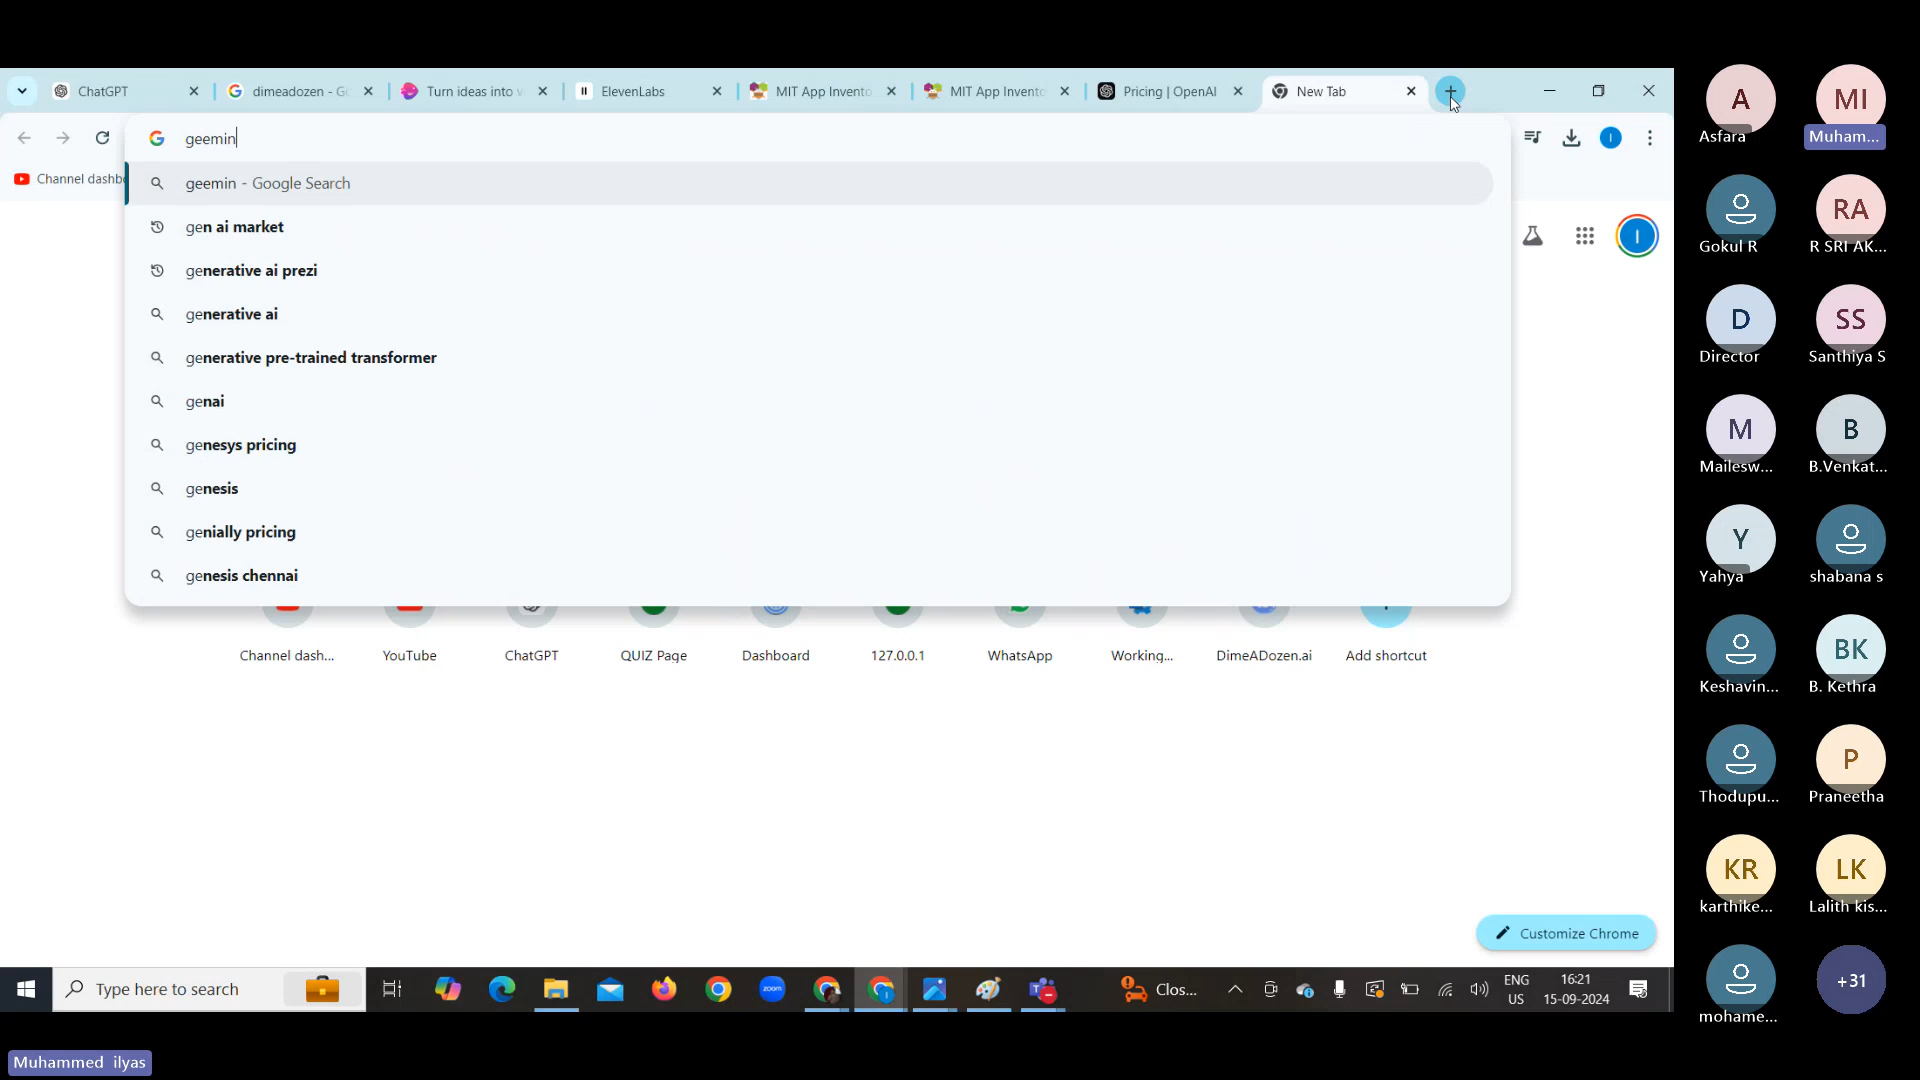 ChatGPT
dimeadozen - G
Turn ideas into v
ElevenLabs
MIT App Invento
MIT App Invento
Pricing | OpenAI
New Tab
geemin
Channel dashb
geemin - Google Search
gen ai market
generative ai prezi
generative ai
generative pre-trained transformer
genai
genesys pricing
genesis
genially pricing
genesis chennai
Channel dash...
YouTube
ChatGPT
QUIZ Page
Dashboard
127.0.0.1
WhatsApp
Working...
DimeADozen.ai
Add shortcut
Customize Chrome
Type here to search
zoom
Clos...
ENG
US
16:21
15-09-2024
A
Asfara
MI
Muham...
Gokul R
RA
R SRI AK...
D
Director
SS
Santhiya S
M
Mailesw...
B
B.Venkat...
Y
Yahya
shabana s
Keshavin...
BK
B. Kethra
Thodupu...
P
Praneetha
KR
karthike...
LK
Lalith kis...
mohame...
+31
Muhammed ilyas